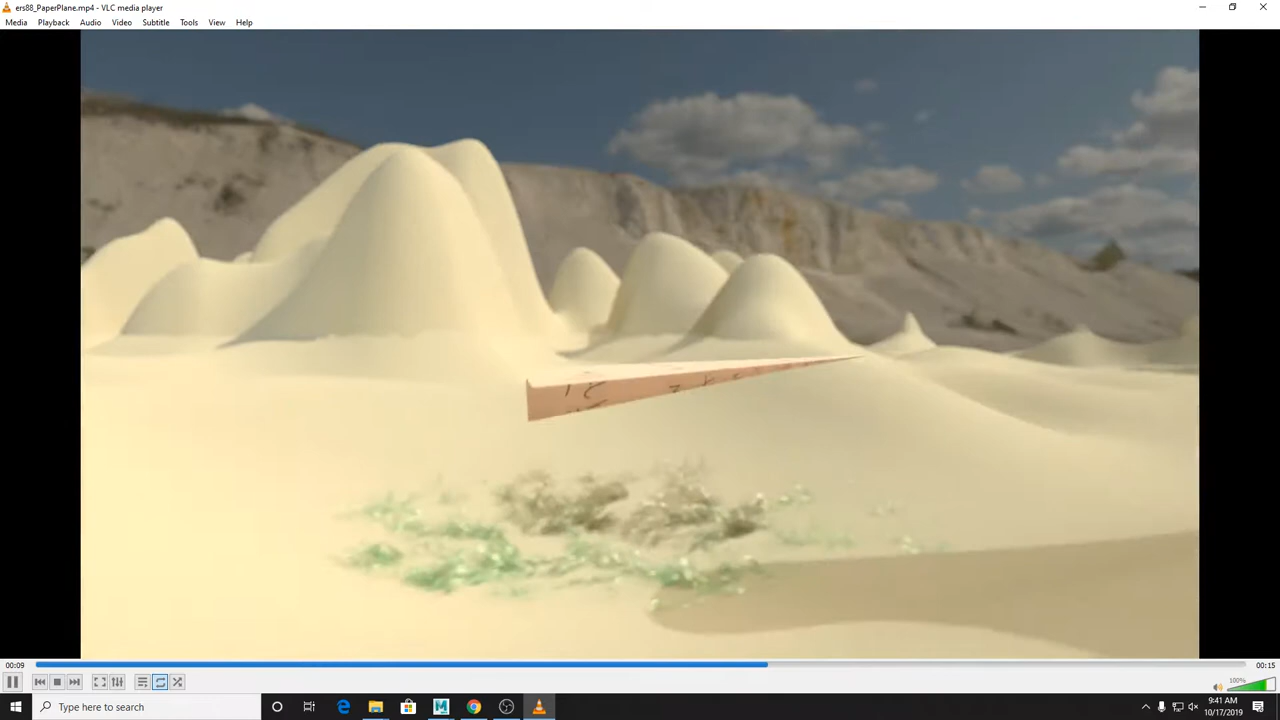 ers88_PaperPlane.mp4 - VLC media player
Media Playback Audio Video Subtitle Tools View Help
00:09
00:15
100%
Type here to search
9:41 AM
10/17/2019